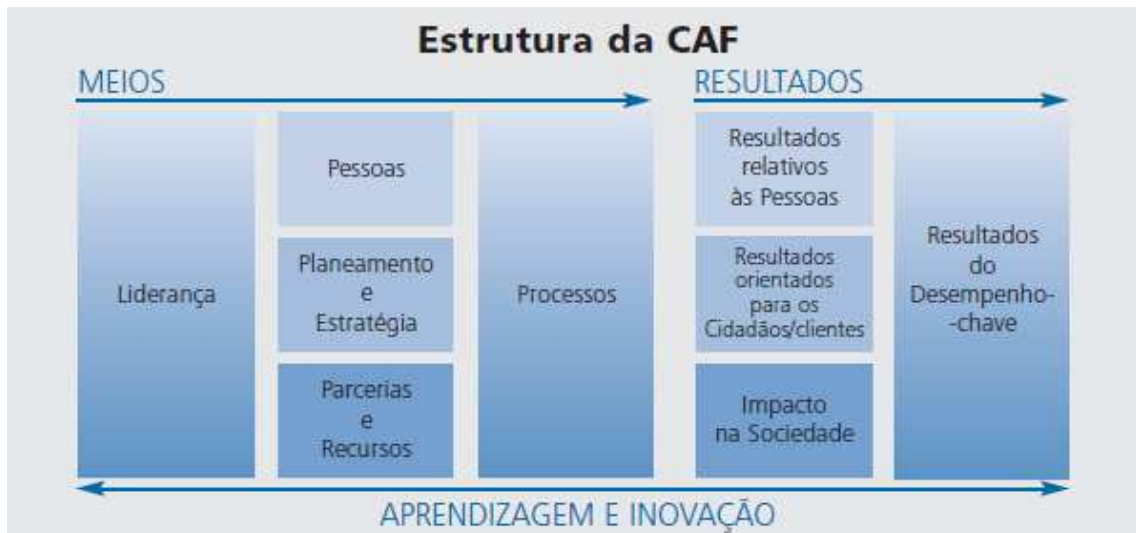 Estrutura da CAF
MEIOS
RESULTADOS
Liderança
Pessoas
Planeamento
e
Estratégia
Parcerias
e
Recursos
Processos
Resultados
relativos
às Pessoas
Resultados
orientados
para os
Cidadãos/clientes
Impacto
na Sociedade
Resultados
do
Desempenho-
-chave
APRENDIZAGEM E INOVAÇÃO